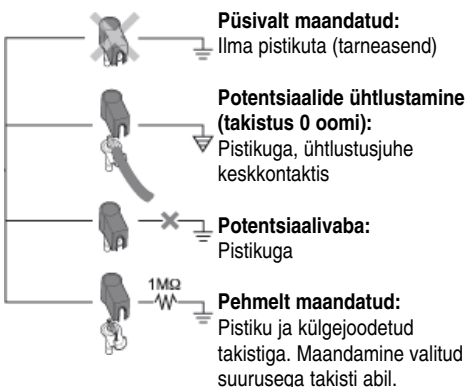 Püsivalt maandatud:
Ilma pistikuta (tarneasend)
Potentsiaalide ühtlustamine
(takistus 0 oomi):
Pistikuga, ühtlustusjuhe
keskkontaktis
Potentsiaalivaba:
Pistikuga
1MΩ
Pehmelt maandatud:
Pistiku ja külgejoodetud
takistiga. Maandamine valitud
suurusega takisti abil.